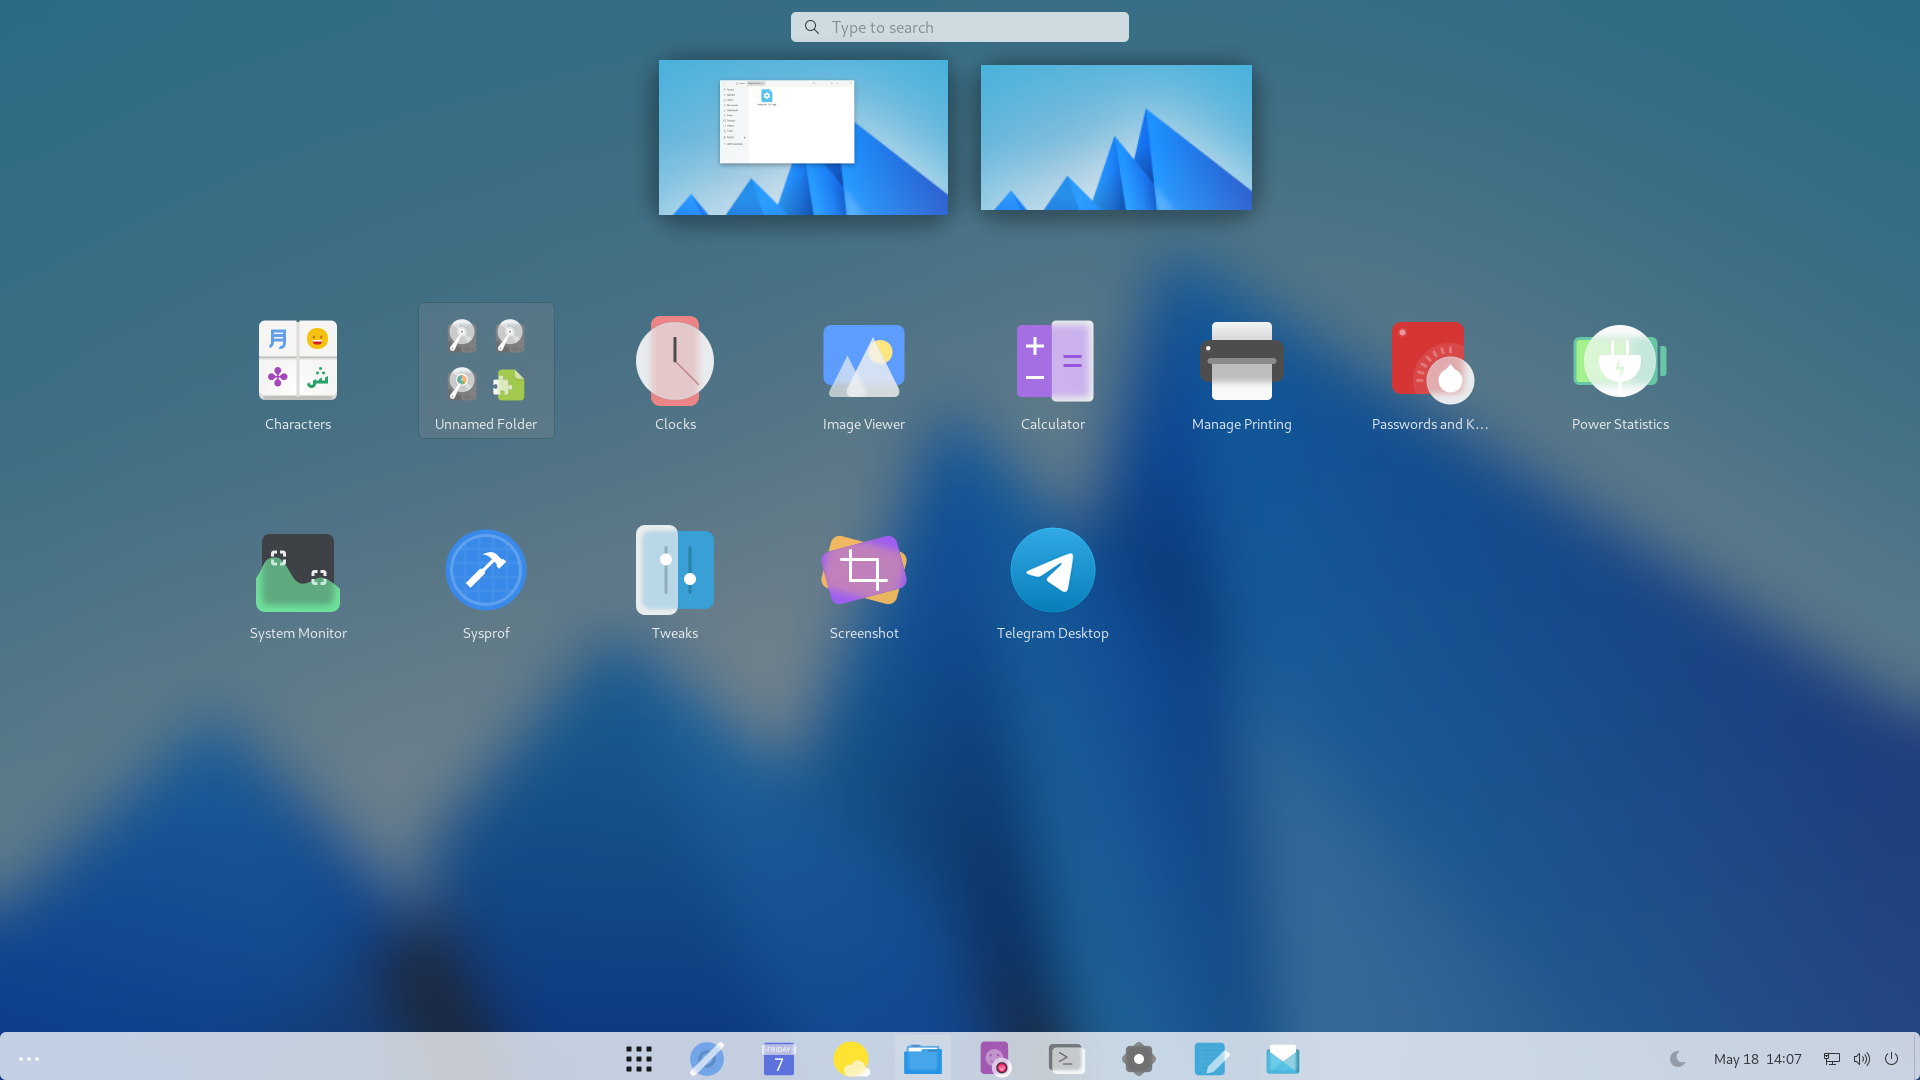 Type to search
月
ش
Characters
Unnamed Folder
Clocks
Image Viewer
Calculator
Manage Printing
Passwords and K...
Power Statistics
System Monitor
Sysprof
Tweaks
Screenshot
Telegram Desktop
FRIDAY
7
>_
May 18 14:07